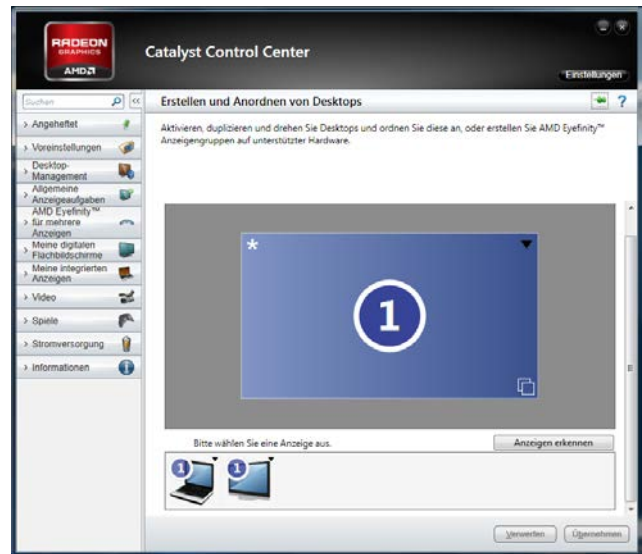 RADEON
GRAPHICS
AMD
Catalyst Control Center
Einstellungen
Suchen
Erstellen und Anordnen von Desktops
Aktivieren, duplizieren und drehen Sie Desktops und ordnen Sie diese an, oder erstellen Sie AMD Eyefinity™
Anzeigengruppen auf unterstützter Hardware.
Angeheftet
Voreinstellungen
Desktop-
Management
Allgemeine
Anzeigeaufgaben
AMD Eyefinity™
für mehrere
Anzeigen
Meine digitalen
Flachbildschirme
Meine integrierten
Anzeigen
Video
Spiele
Stromversorgung
Informationen
1
Bitte wählen Sie eine Anzeige aus.
Anzeigen erkennen
1
1
Verwerfen
Übernehmen